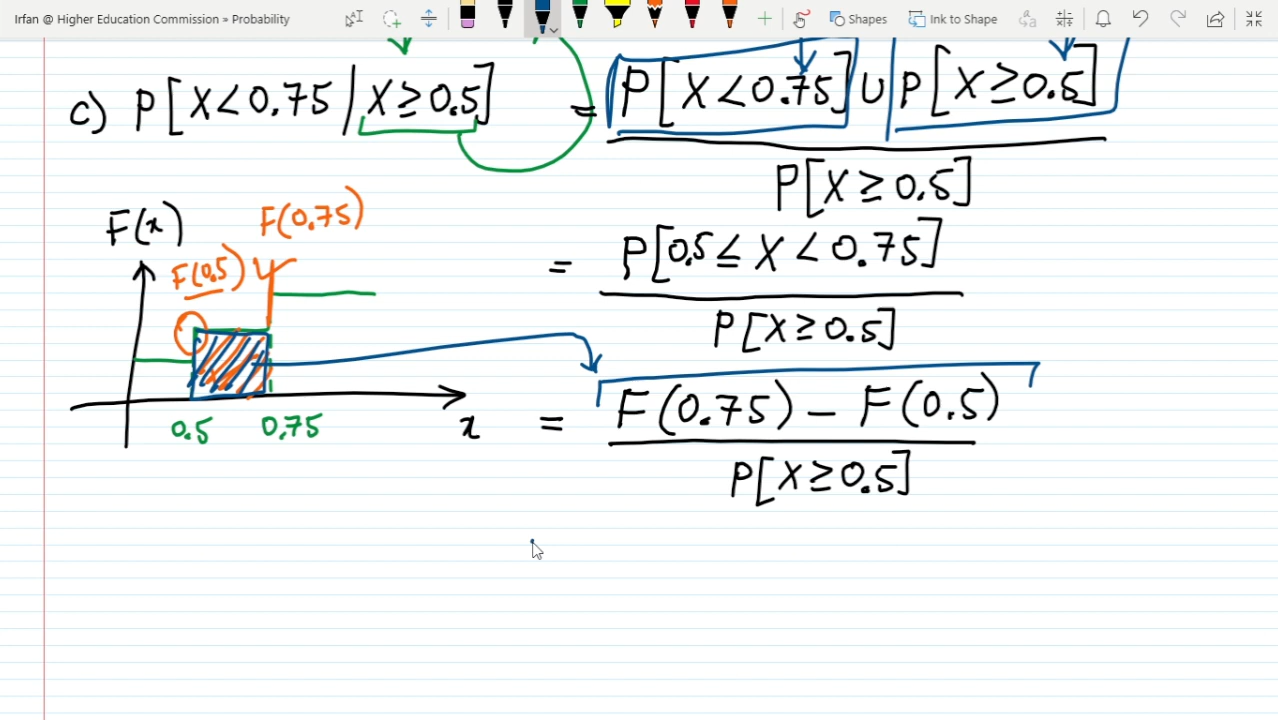 Irfan @ Higher Education Commission » Probability
Shapes
Ink to Shape
c) P[X<0.75 | X≥0.5] = P[X<0.75] U P[X≥0.5]
P[X≥0.5]
F(x)
F(0.75)
F(0.5)
= P[0.5≤X<0.75]
P[X≥0.5]
0.5
0.75
x
= F(0.75) – F(0.5)
P[X≥0.5]